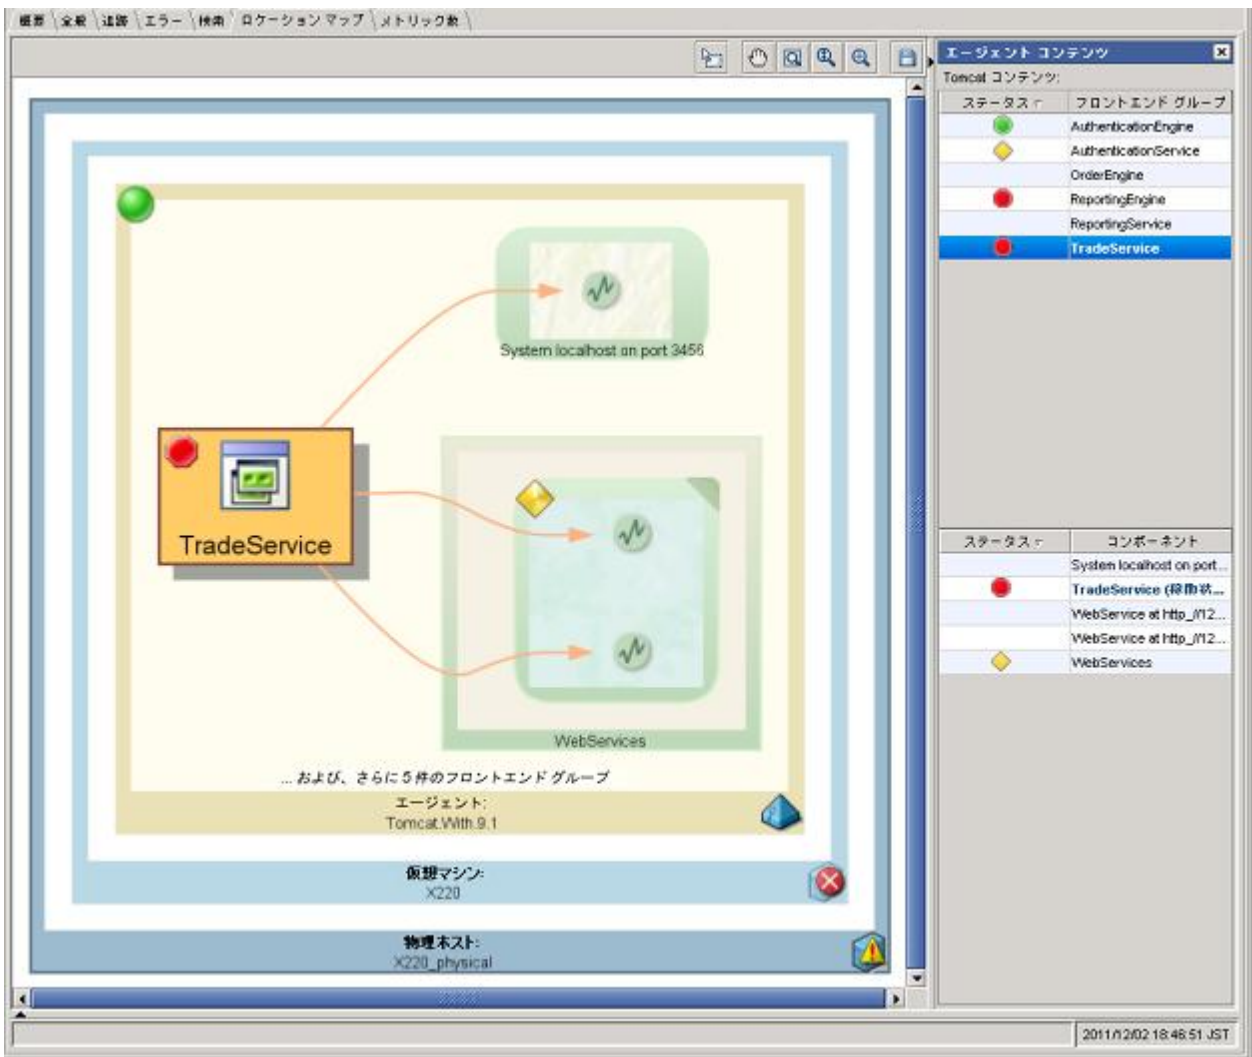 概要 全般 追跡 エラー 検索 ロケーション マップ メトリック数
エージェント コンテンツ
Tomcat コンテンツ:
ステータス フロントエンド グループ
AuthenticationEngine
AuthenticationService
OrderEngine
ReportingEngine
ReportingService
TradeService
System localhost on port 3456
TradeService
WebServices
... および、さらに 5 件のフロントエンド グループ
エージェント:
Tomcat.With.9.1
仮想マシン:
X220
物理ホスト:
X220_physical
ステータス コンポーネント
System localhost on port...
TradeService (稼働状...
WebService at http_//12...
WebService at http_//12...
WebServices
2011/12/02 18:46:51 JST